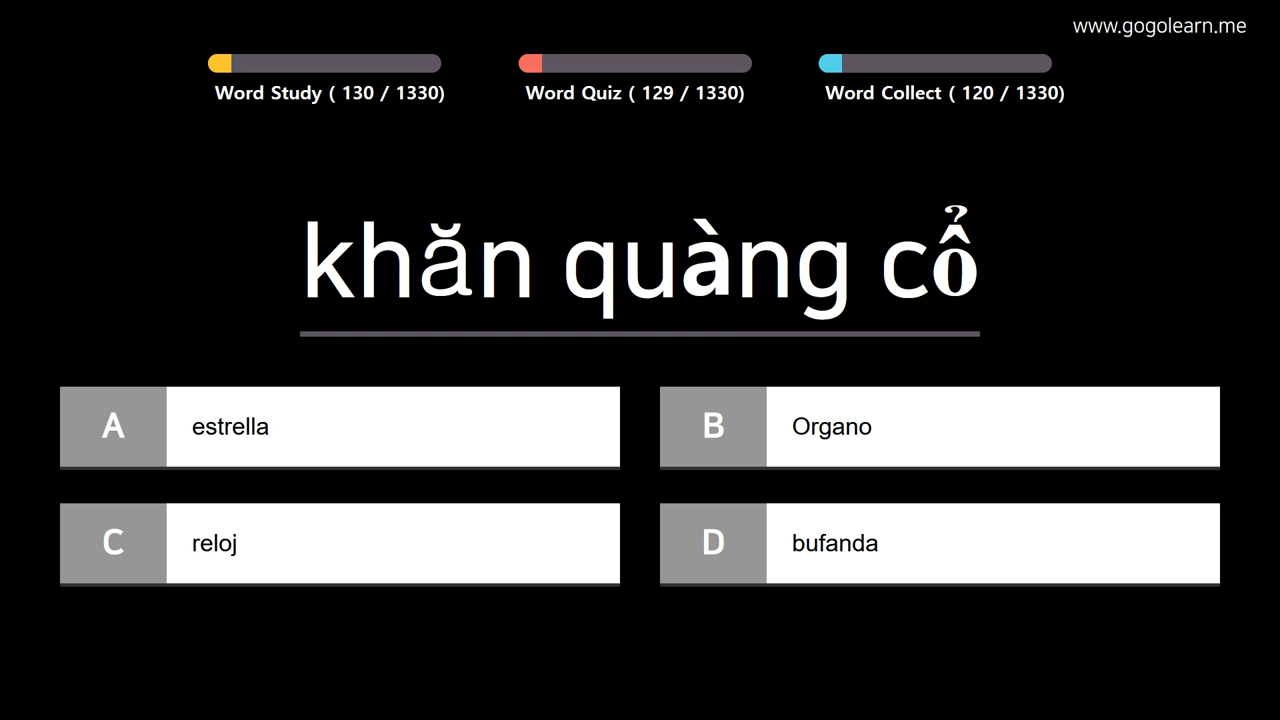 www.gogolearn.me
Word Study ( 130 / 1330)
Word Quiz ( 129 / 1330)
Word Collect ( 120 / 1330)
khăn quàng cổ
A estrella
B Organo
C reloj
D bufanda